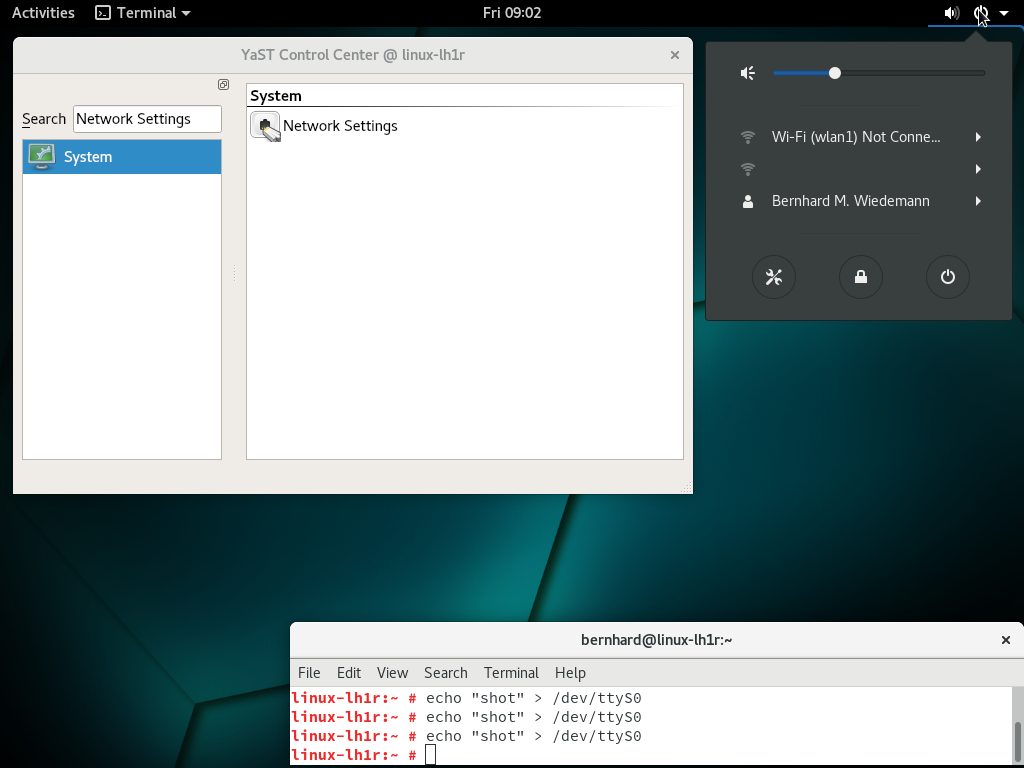 Activities Terminal Fri 09:02
YaST Control Center @ linux-lh1r
Search Network Settings
System
System
Network Settings
Wi-Fi (wlan1) Not Conne...
Bernhard M. Wiedemann
bernhard@linux-lh1r:~
File Edit View Search Terminal Help
linux-lh1r:~ # echo "shot" > /dev/ttyS0
linux-lh1r:~ # echo "shot" > /dev/ttyS0
linux-lh1r:~ # echo "shot" > /dev/ttyS0
linux-lh1r:~ #